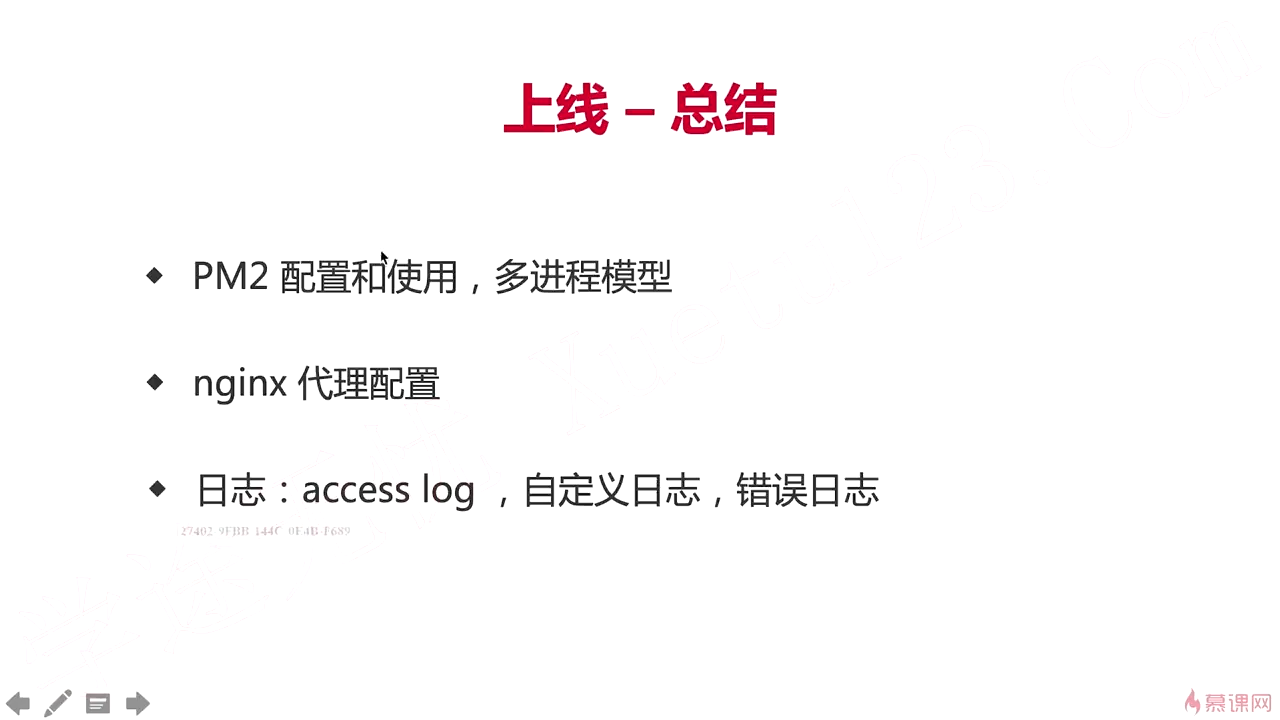 上线 – 总结
◆ PM2 配置和使用，多进程模型
◆ nginx 代理配置
◆ 日志：access log ，自定义日志，错误日志
慕课网